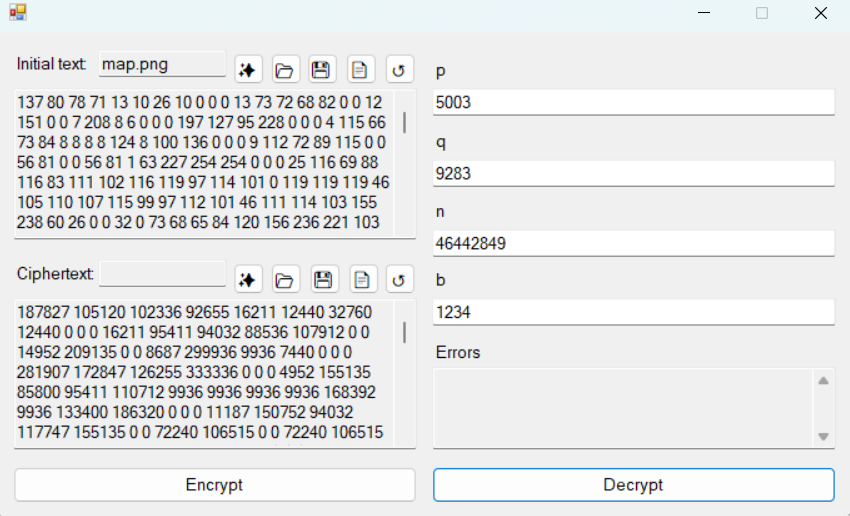 Initial text:
map.png
137 80 78 71 13 10 26 10 0 0 0 13 73 72 68 82 0 0 12
151 0 0 7 208 8 6 0 0 0 197 127 95 228 0 0 0 4 115 66
73 84 8 8 8 8 124 8 100 136 0 0 0 9 112 72 89 115 0 0
56 81 0 0 56 81 1 63 227 254 254 0 0 0 25 116 69 88
116 83 111 102 116 119 97 114 101 0 119 119 119 46
105 110 107 115 99 97 112 101 46 111 114 103 155
238 60 26 0 0 32 0 73 68 65 84 120 156 236 221 103
Ciphertext:
187827 105120 102336 92655 16211 12440 32760
12440 0 0 0 16211 95411 94032 88536 107912 0 0
14952 209135 0 0 8687 299936 9936 7440 0 0 0
281907 172847 126255 333336 0 0 0 4952 155135
85800 95411 110712 9936 9936 9936 9936 168392
9936 133400 186320 0 0 0 11187 150752 94032
117747 155135 0 0 72240 106515 0 0 72240 106515
Encrypt
p
5003
q
9283
n
46442849
b
1234
Errors
Decrypt